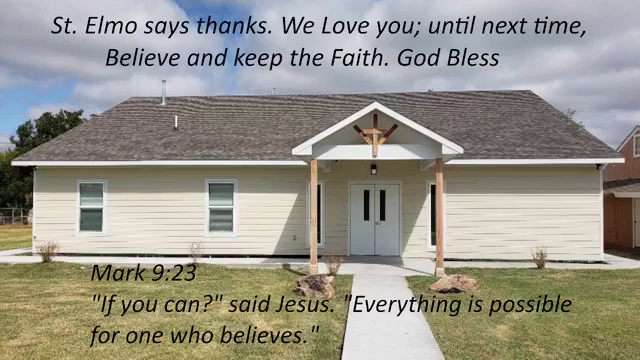 St. Elmo says thanks. We Love you; until next time,
Believe and keep the Faith. God Bless
Mark 9:23
"If you can?" said Jesus. "Everything is possible
for one who believes."